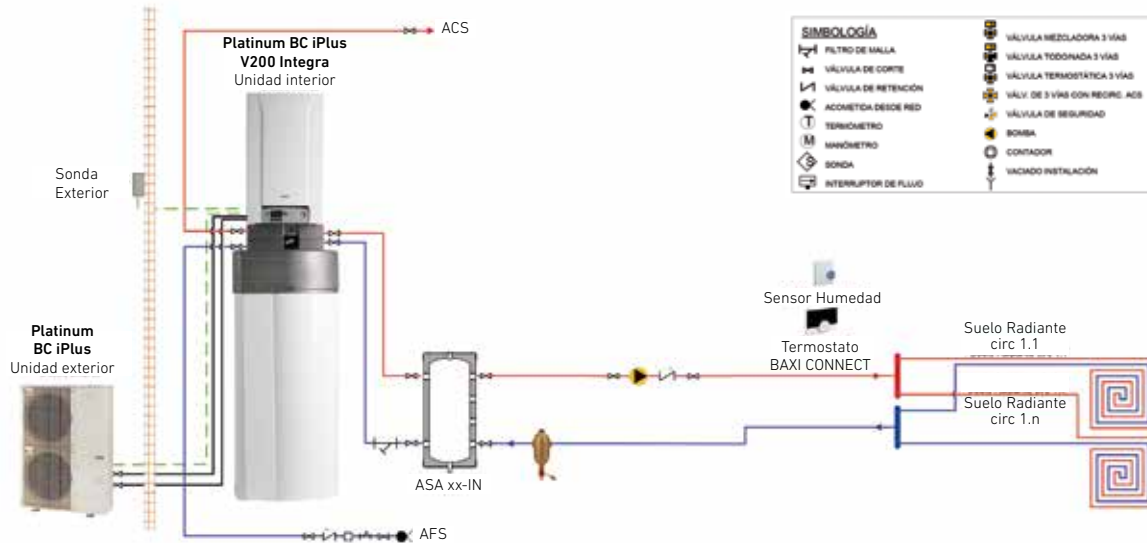 ACS
Platinum BC iPlus
V200 Integra
Unidad interior
SIMBOLOGÍA
FILTRO DE MALLA
VÁLVULA DE CORTE
VÁLVULA DE RETENCIÓN
ACOMETIDA DESDE RED
T
TERMÓMETRO
M
MANÓMETRO
S
SONDA
INTERRUPTOR DE FLUJO
VÁLVULA MEZCLADORA 3 VÍAS
VÁLVULA TODO/NADA 3 VÍAS
VÁLVULA TERMOSTÁTICA 3 VÍAS
VÁLV. DE 3 VÍAS CON RECIRC. ACS
VÁLVULA DE SEGURIDAD
BOMBA
CONTADOR
VACIADO INSTALACIÓN
Sonda
Exterior
Sensor Humedad
Termostato
BAXI CONNECT
Suelo Radiante
circ 1.1
Suelo Radiante
circ 1.n
Platinum
BC iPlus
Unidad exterior
ASA xx-IN
AFS